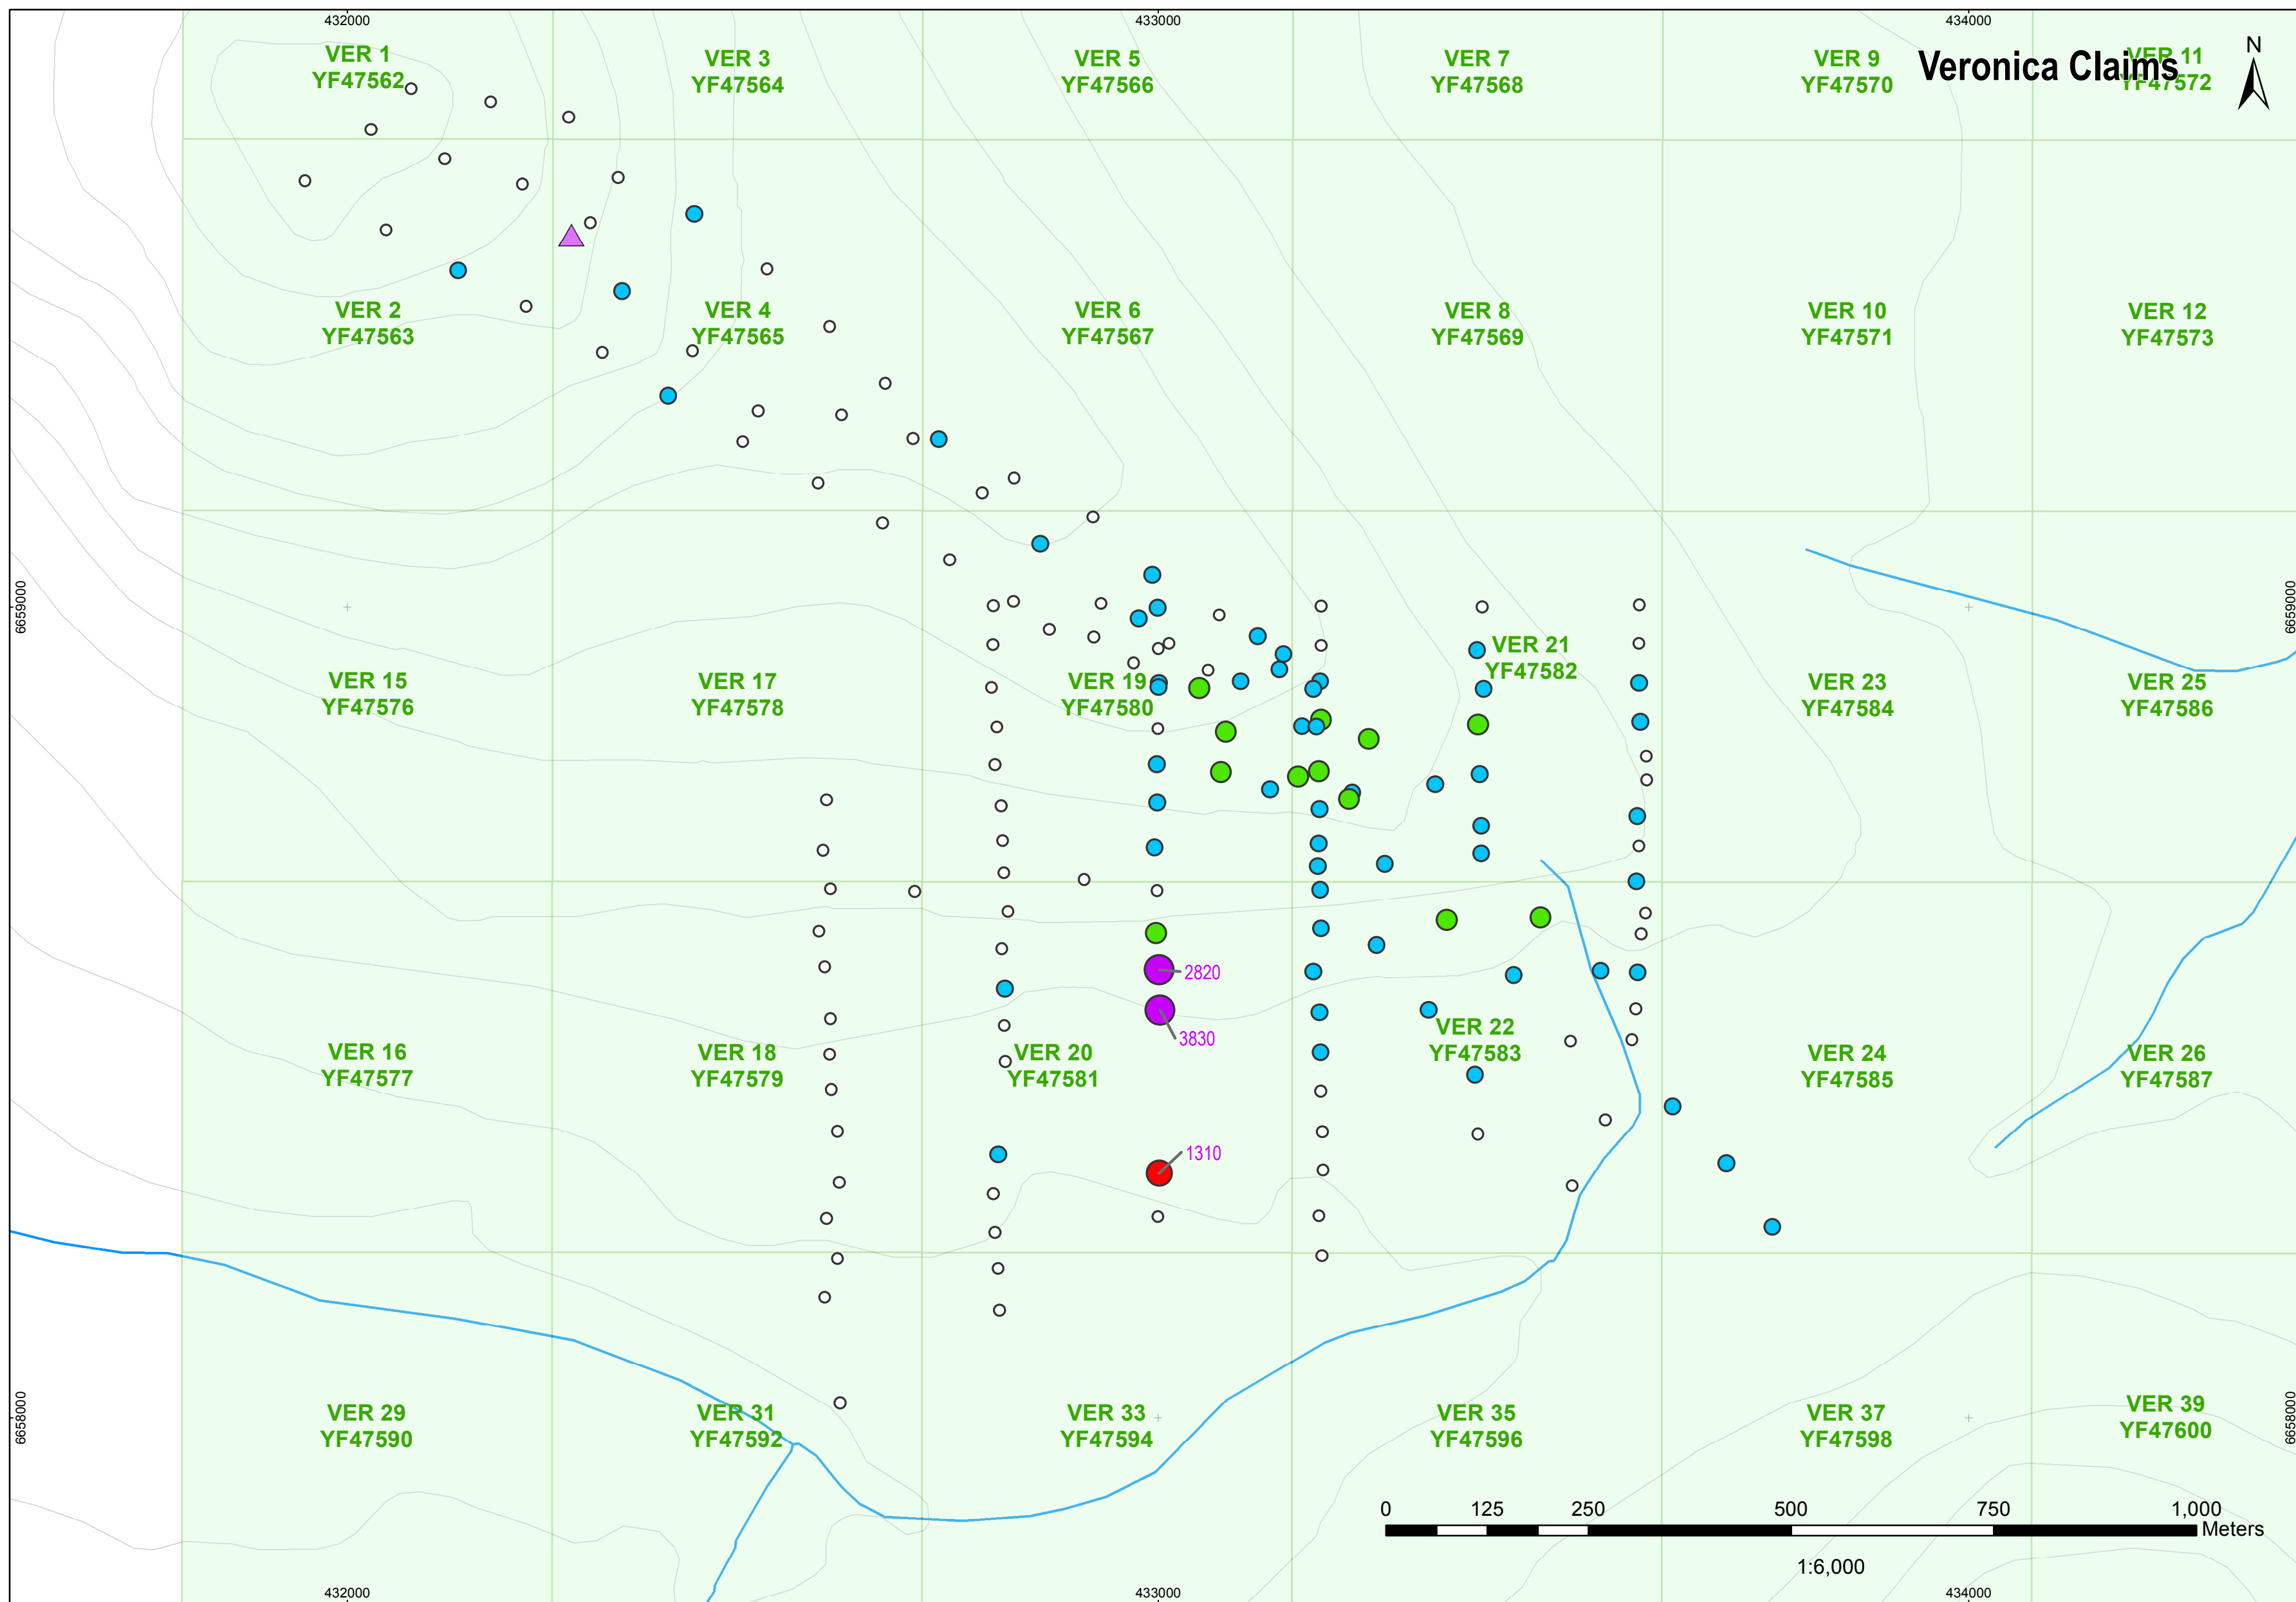 432000
433000
434000
Veronica Claims
N
VER 1
YF47562
VER 3
YF47564
VER 5
YF47566
VER 7
YF47568
VER 9
YF47570
VER 11
YF47572
VER 2
YF47563
VER 4
YF47565
VER 6
YF47567
VER 8
YF47569
VER 10
YF47571
VER 12
YF47573
6659000
6659000
VER 15
YF47576
VER 17
YF47578
VER 19
YF47580
VER 21
YF47582
VER 23
YF47584
VER 25
YF47586
2820
3830
VER 16
YF47577
VER 18
YF47579
VER 20
YF47581
VER 22
YF47583
VER 24
YF47585
VER 26
YF47587
1310
6658000
6658000
VER 29
YF47590
VER 31
YF47592
VER 33
YF47594
VER 35
YF47596
VER 37
YF47598
VER 39
YF47600
0 125 250 500 750 1,000
Meters
1:6,000
432000
433000
434000